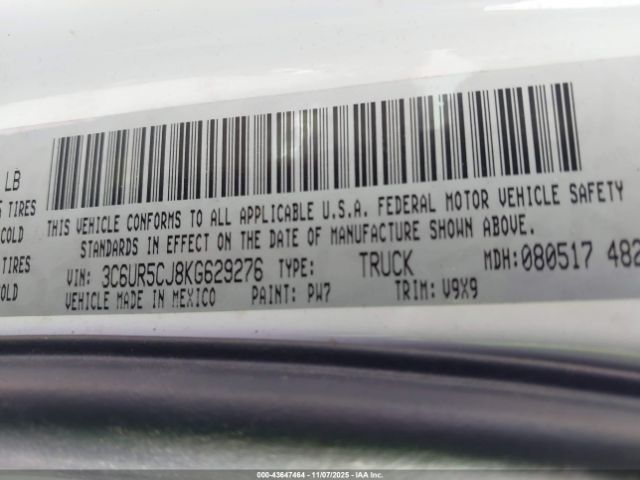 LB
TIRES
COLD
TIRES
COLD
THIS VEHICLE CONFORMS TO ALL APPLICABLE U.S.A. FEDERAL MOTOR VEHICLE SAFETY
STANDARDS IN EFFECT ON THE DATE OF MANUFACTURE SHOWN ABOVE.
VIN: 3C6UR5CJ8KG629276 TYPE: TRUCK MDH:080517 482
VEHICLE MADE IN MEXICO PAINT: PW7 TRIM: V9X9
000-43647464 | 11/07/2025 - IAA, INC.